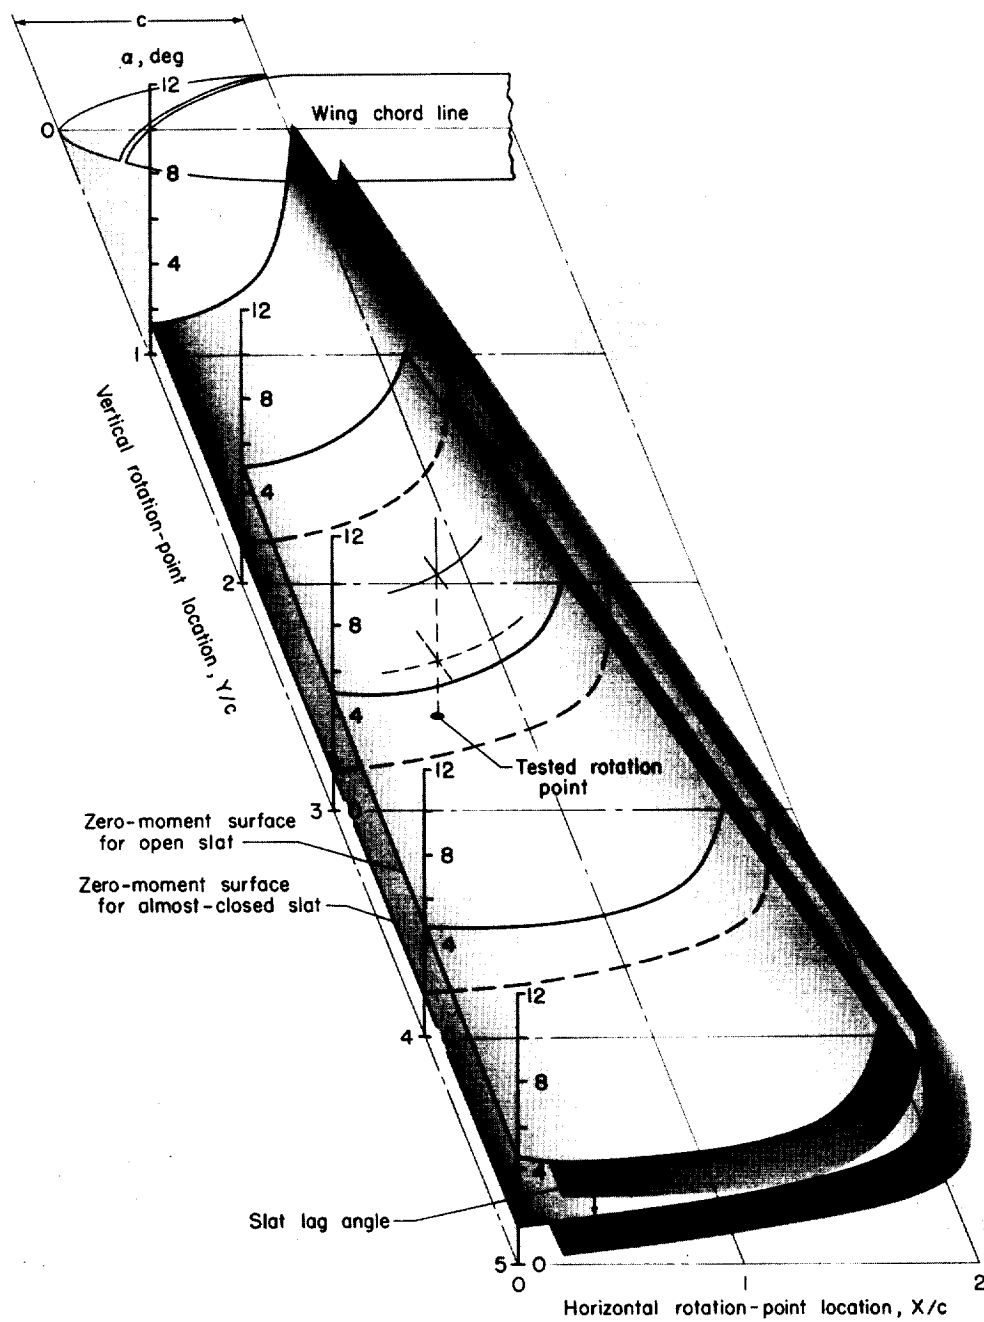 c
α, deg
12
Wing chord line
0
8
4
12
1
8
Vertical rotation-point location, Y/c
4
12
2
8
4
Tested rotation
point
12
3
0
Zero-moment surface
for open slat
8
Zero-moment surface
for almost-closed slat
4
12
4
8
4
Slat lag angle
5
0
0
1
2
Horizontal rotation-point location, X/c